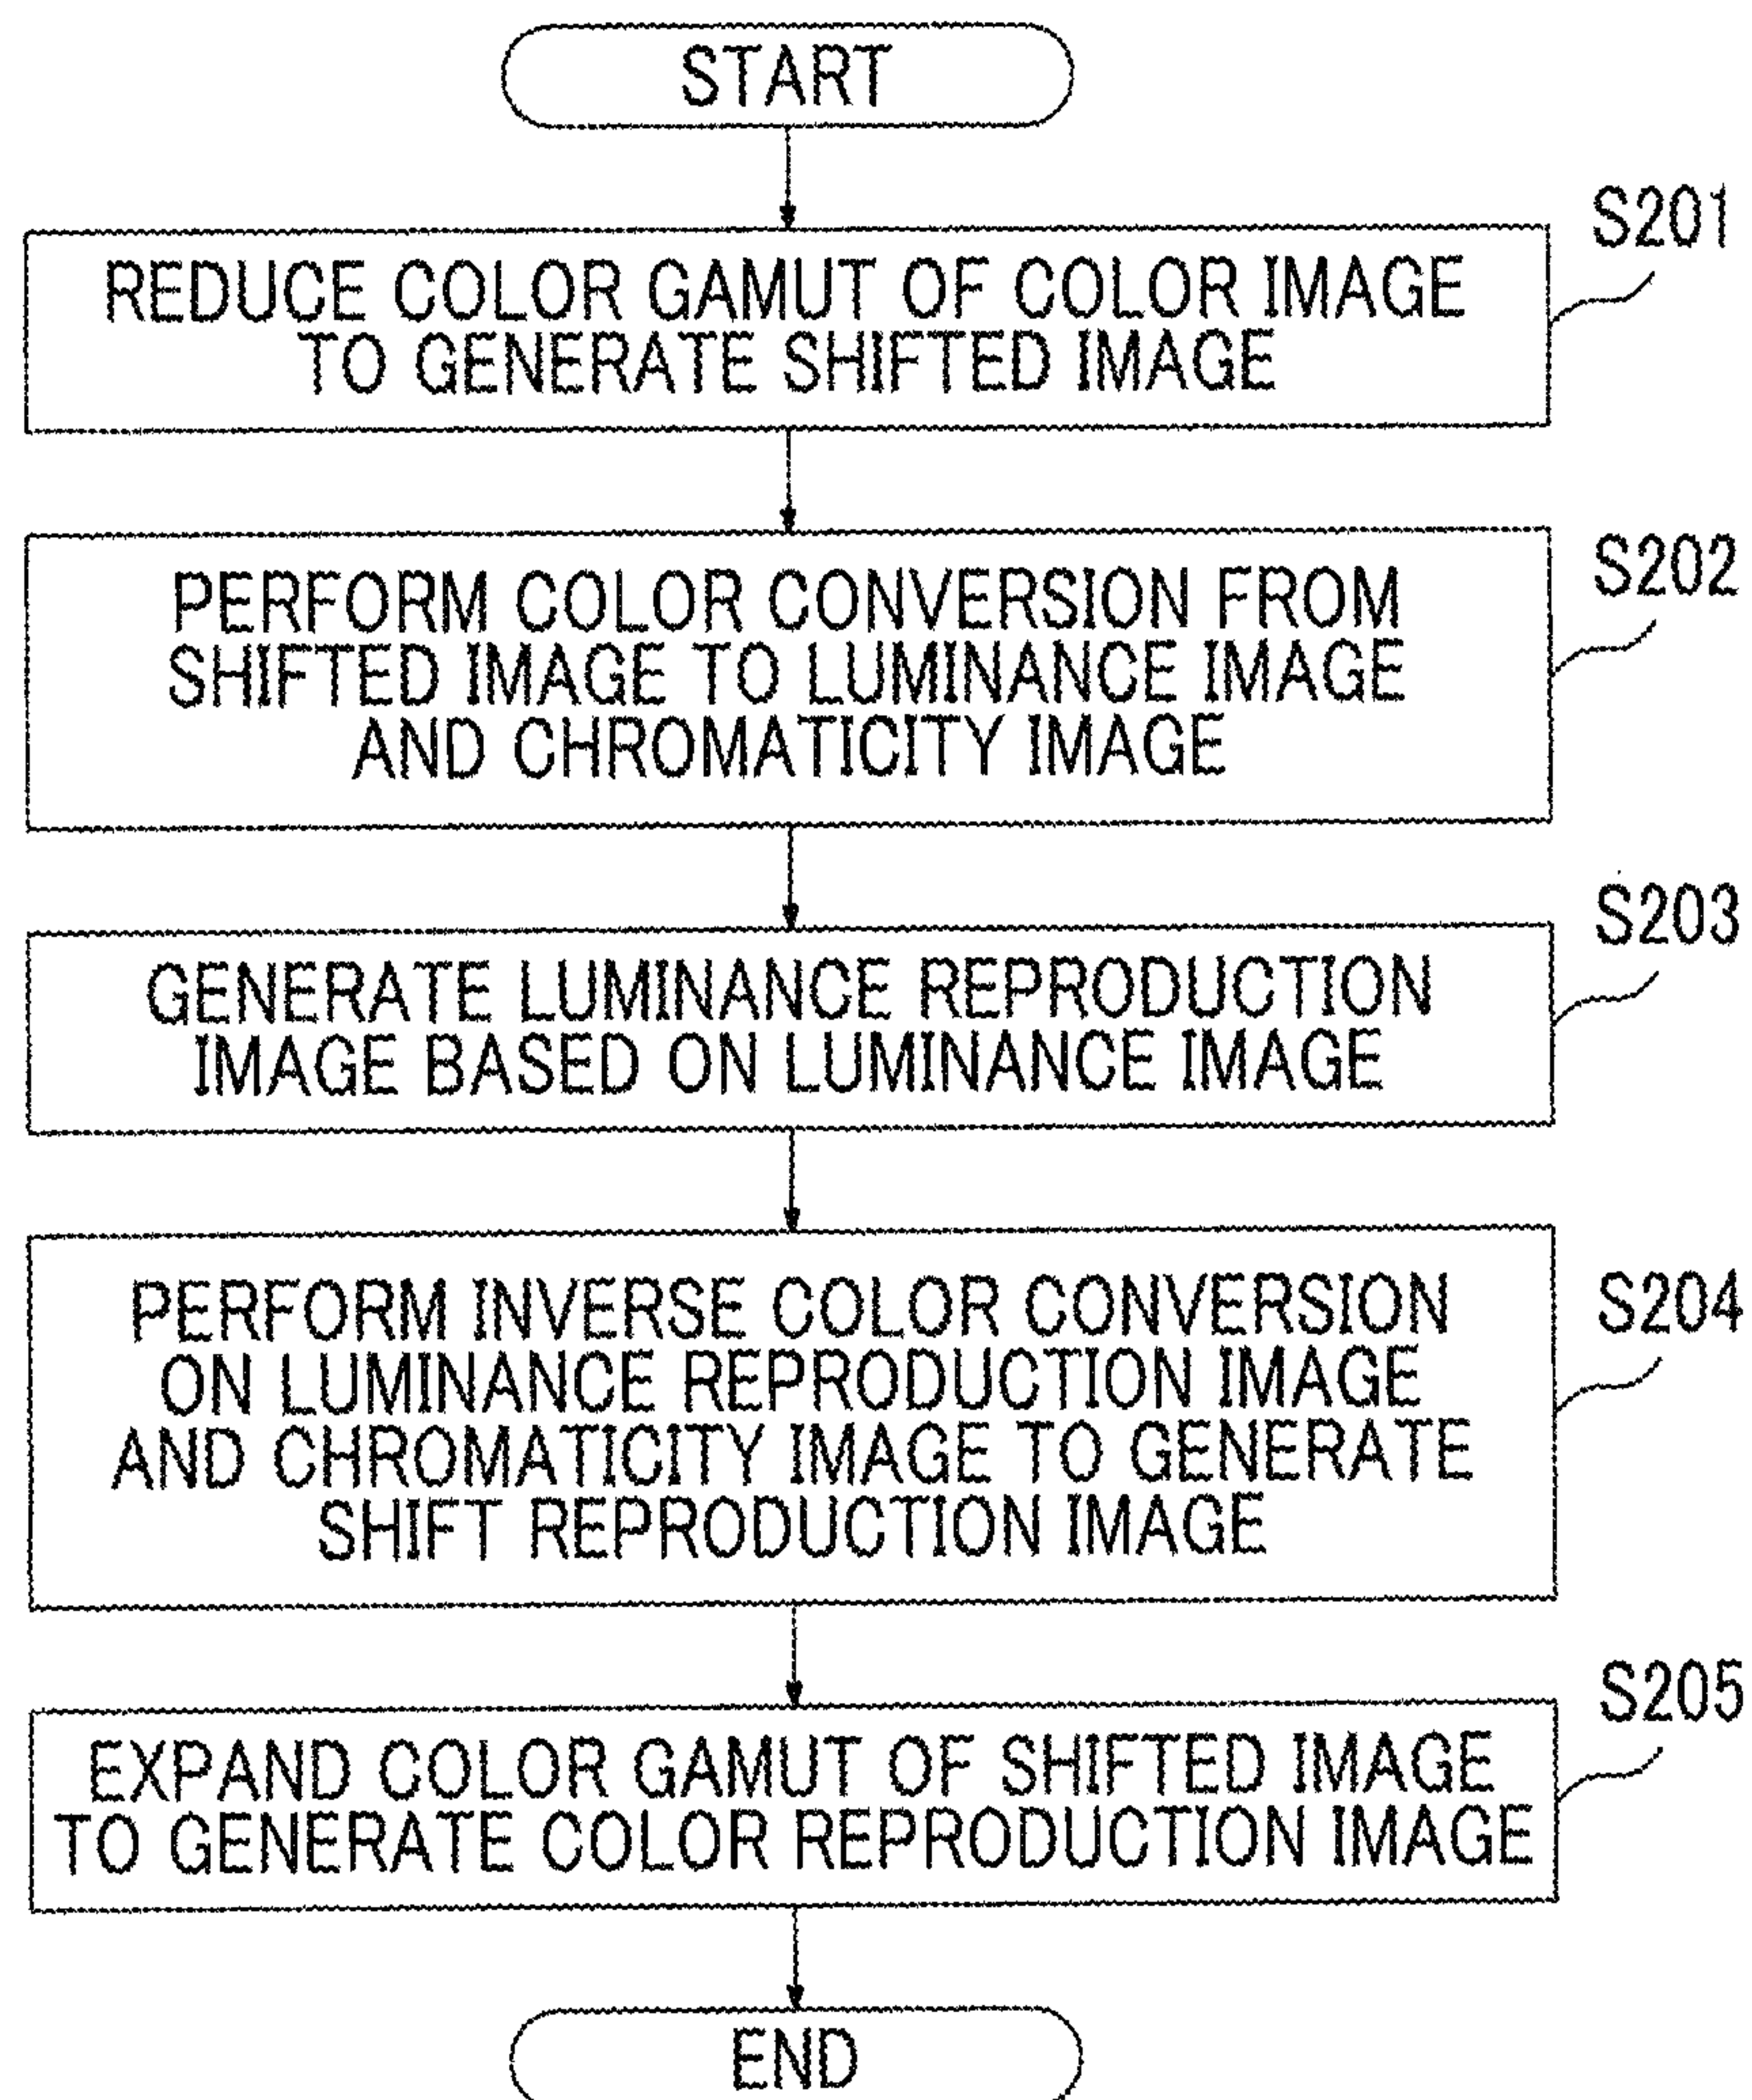 START
S201
REDUCE COLOR GAMUT OF COLOR IMAGE
TO GENERATE SHIFTED IMAGE
S202
PERFORM COLOR CONVERSION FROM
SHIFTED IMAGE TO LUMINANCE IMAGE
AND CHROMATICITY IMAGE
S203
GENERATE LUMINANCE REPRODUCTION
IMAGE BASED ON LUMINANCE IMAGE
S204
PERFORM INVERSE COLOR CONVERSION
ON LUMINANCE REPRODUCTION IMAGE
AND CHROMATICITY IMAGE TO GENERATE
SHIFT REPRODUCTION IMAGE
S205
EXPAND COLOR GAMUT OF SHIFTED IMAGE
TO GENERATE COLOR REPRODUCTION IMAGE
END